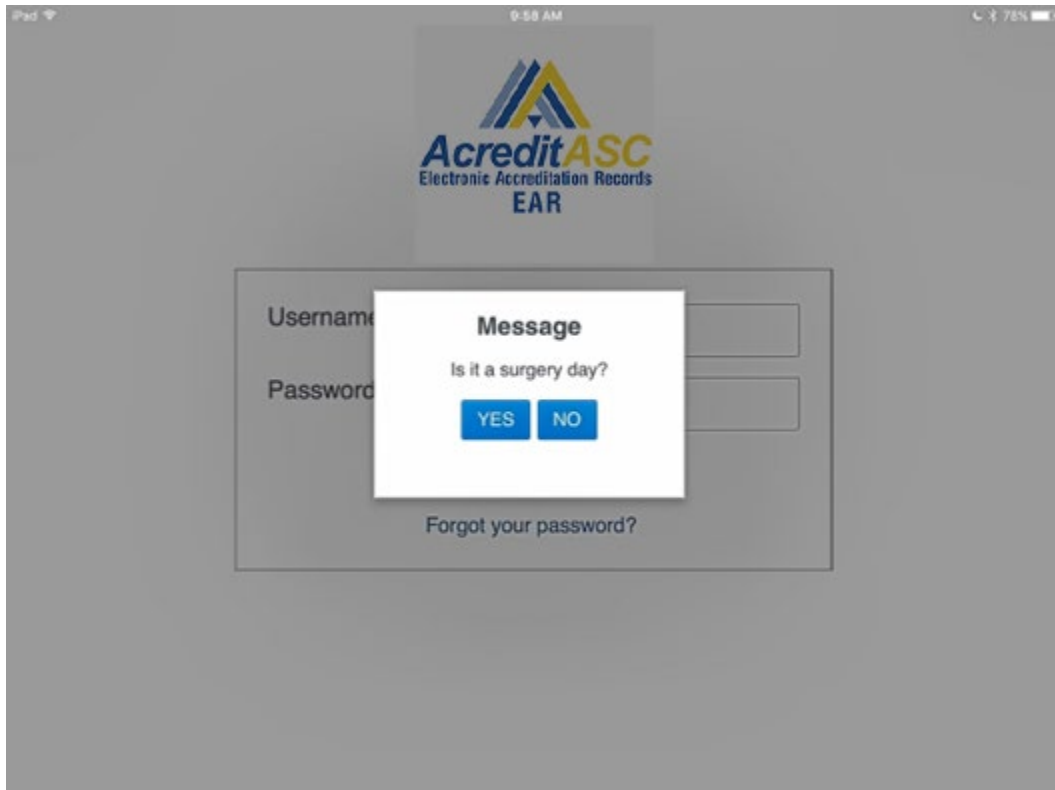 iPad 9:58 AM 78%
AcreditASC
Electronic Accreditation Records
EAR
Username
Message
Is it a surgery day?
Password
YES NO
Forgot your password?